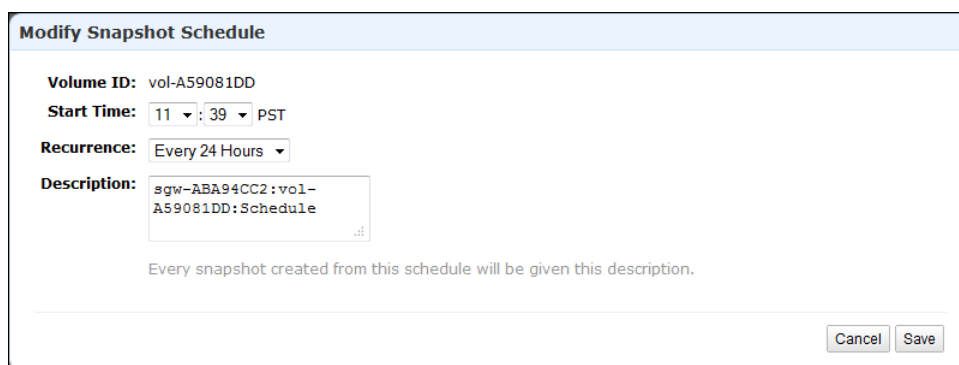 Modify Snapshot Schedule
Volume ID: vol-A59081DD
Start Time: 11 : 39 PST
Recurrence: Every 24 Hours
Description: sgw-ABA94CC2:vol-
A59081DD:Schedule
Every snapshot created from this schedule will be given this description.
Cancel Save